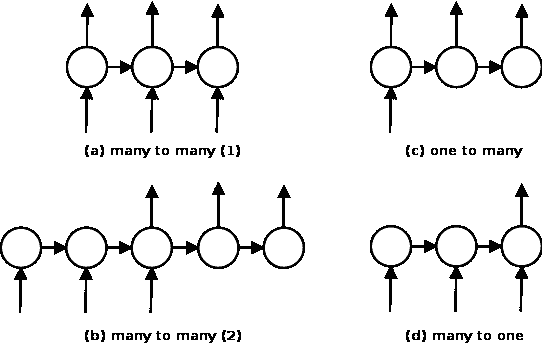 (a) many to many (1)
(c) one to many
(b) many to many (2)
(d) many to one